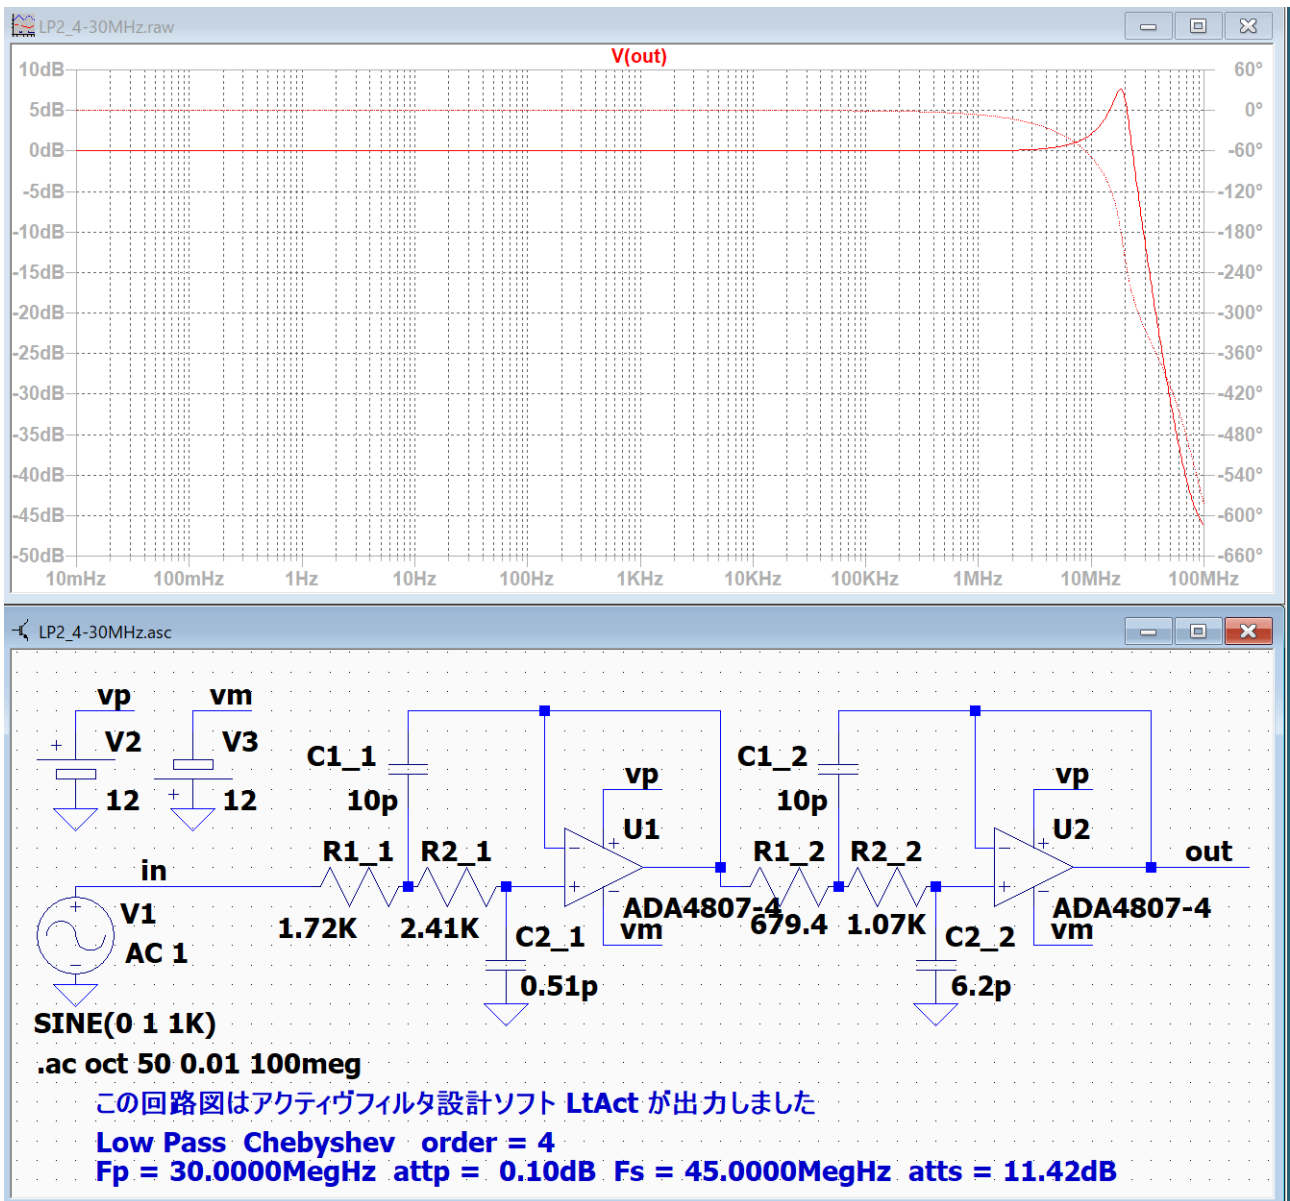 LP2_4-30MHz.raw
V(out)
10dB 60°
5dB 0°
0dB -60°
-5dB -120°
-10dB -180°
-15dB -240°
-20dB -300°
-25dB -360°
-30dB -420°
-35dB -480°
-40dB -540°
-45dB -600°
-50dB -660°
10mHz 100mHz 1Hz 10Hz 100Hz 1KHz 10KHz 100KHz 1MHz 10MHz 100MHz
LP2_4-30MHz.asc
vp vm
V2 V3
12 12
C1_1
10p
C1_2
10p
vp
U1
vp
U2
in
R1_1 R2_1
R1_2 R2_2
out
V1
AC 1
1.72K 2.41K
ADA4807-4
vm
679.4 1.07K
ADA4807-4
vm
C2_1
0.51p
C2_2
6.2p
SINE(0 1 1K)
.ac oct 50 0.01 100meg
この回路図はアクティヴフィルタ設計ソフト LtAct が出力しました
Low Pass Chebyshev order = 4
Fp = 30.0000MegHz attp = 0.10dB Fs = 45.0000MegHz atts = 11.42dB